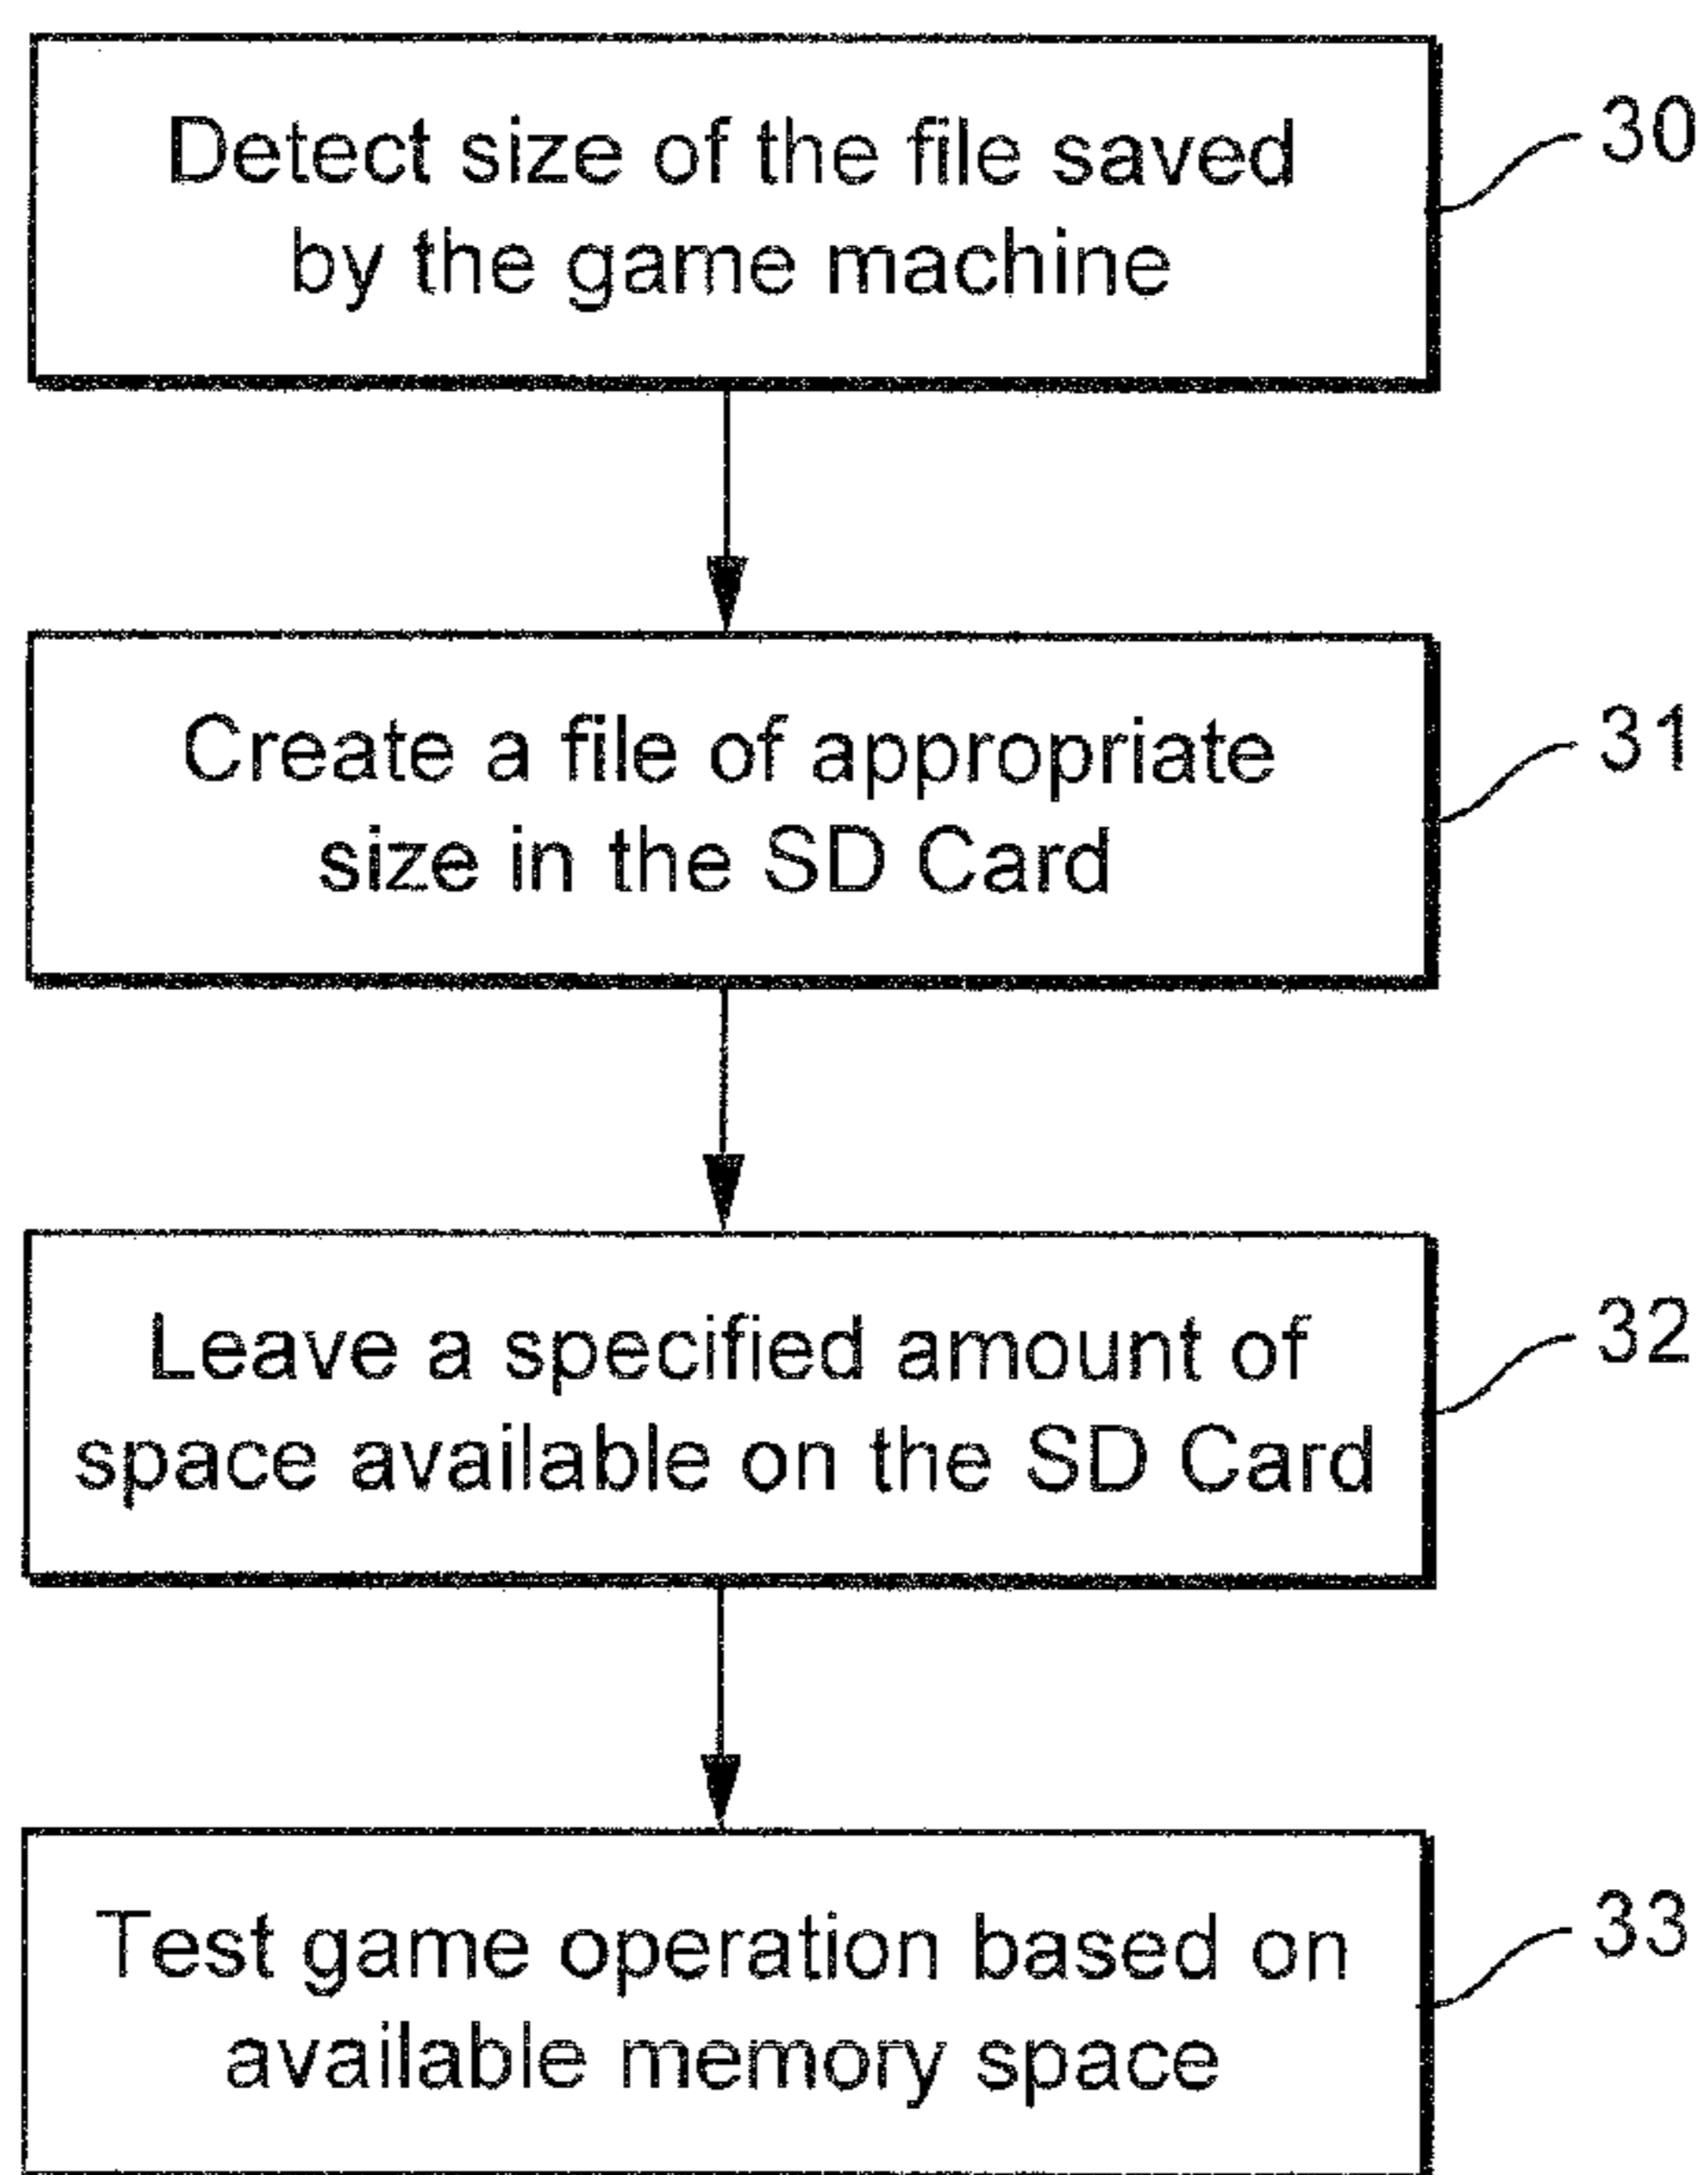 Detect size of the file saved
by the game machine
30
Create a file of appropriate
size in the SD Card
31
Leave a specified amount of
space available on the SD Card
32
Test game operation based on
available memory space
33